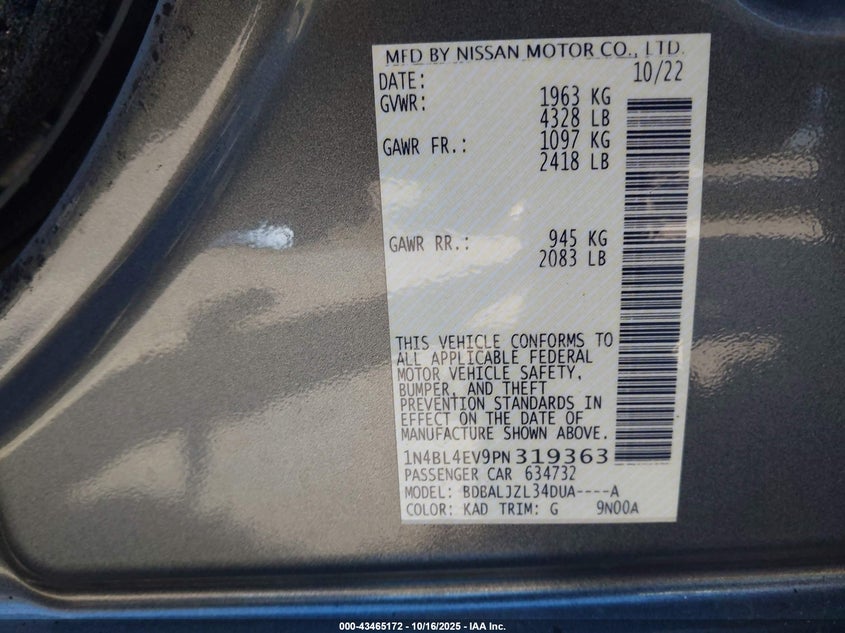 MFD BY NISSAN MOTOR CO., LTD.
DATE: 10/22
GVWR: 1963 KG
4328 LB
GAWR FR.: 1097 KG
2418 LB
GAWR RR.: 945 KG
2083 LB
THIS VEHICLE CONFORMS TO
ALL APPLICABLE FEDERAL
MOTOR VEHICLE SAFETY,
BUMPER, AND THEFT
PREVENTION STANDARDS IN
EFFECT ON THE DATE OF
MANUFACTURE SHOWN ABOVE.
1N4BL4EV9PN319363
PASSENGER CAR 634732
MODEL: BDBALJZL34DUA----A
COLOR: KAD TRIM: G 9N00A
000-43465172 - 10/16/2025 - IAA Inc.